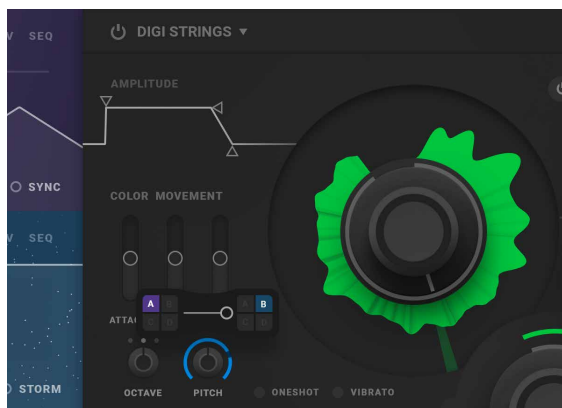 SEQ
DIGI STRINGS
AMPLITUDE
SYNC
COLOR MOVEMENT
SEQ
A B A B
C D C D
STORM
OCTAVE PITCH ONESHOT VIBRATO